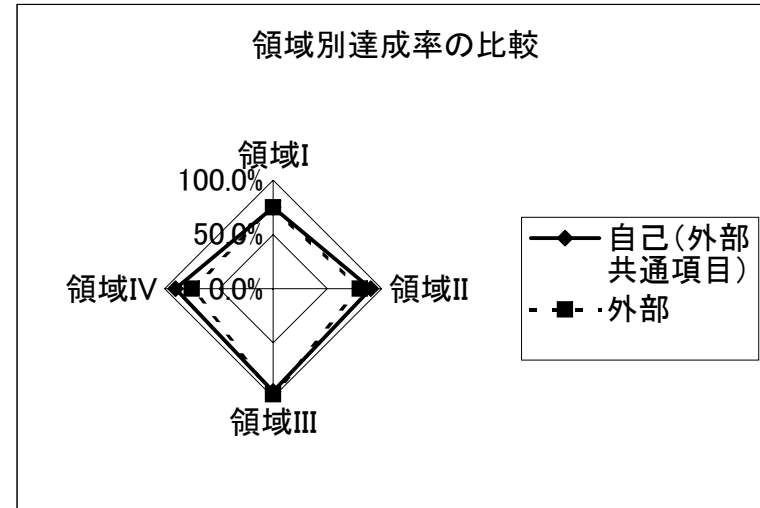 領域別達成率の比較
領域I
100.0%
50.0%
領域IV
0.0%
領域II
領域III
自己(外部
共通項目)
外部